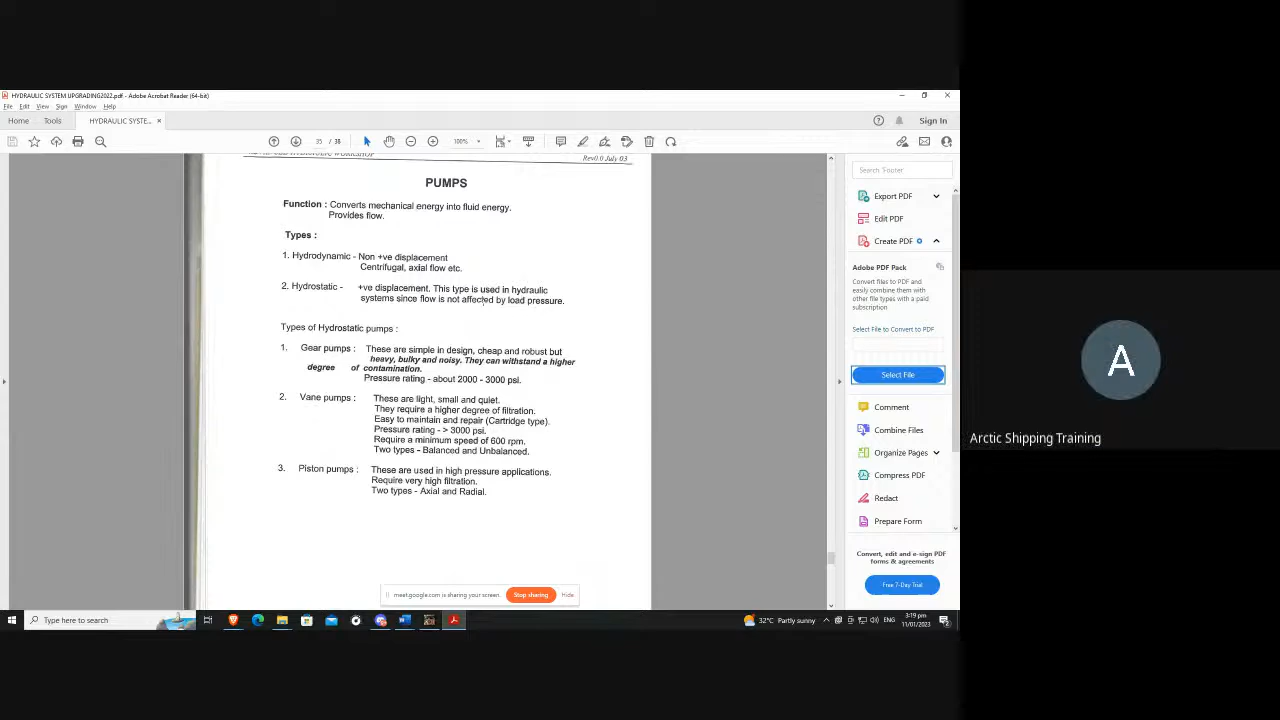 HYDRAULIC SYSTEM UPGRADING2022.pdf - Adobe Acrobat Reader (64-bit)
File Edit View Sign Window Help
Home Tools HYDRAULIC SYSTE... × Sign In
35 / 38 100%
HYDRAULIC WORKSHOP Rev0.0 July 03
PUMPS
Function : Converts mechanical energy into fluid energy.
Provides flow.
Types :
1. Hydrodynamic - Non +ve displacement
Centrifugal, axial flow etc.
2. Hydrostatic - +ve displacement. This type is used in hydraulic
systems since flow is not affected by load pressure.
Types of Hydrostatic pumps :
1. Gear pumps : These are simple in design, cheap and robust but
heavy, bulky and noisy. They can withstand a higher
degree of contamination.
Pressure rating - about 2000 - 3000 psi.
2. Vane pumps : These are light, small and quiet.
They require a higher degree of filtration.
Easy to maintain and repair (Cartridge type).
Pressure rating - > 3000 psi.
Require a minimum speed of 600 rpm.
Two types - Balanced and Unbalanced.
3. Piston pumps : These are used in high pressure applications.
Require very high filtration.
Two types - Axial and Radial.
Search 'Footer'
Export PDF
Edit PDF
Create PDF
Adobe PDF Pack
Convert files to PDF and
easily combine them with
other file types with a paid
subscription
Select File to Convert to PDF
Select File
Comment
Combine Files
Organize Pages
Compress PDF
Redact
Prepare Form
Convert, edit and e-sign PDF
forms & agreements
Free 7-Day Trial
meet.google.com is sharing your screen. Stop sharing Hide
Type here to search
32°C Partly sunny ENG 3:19 pm
11/01/2023
A
Arctic Shipping Training